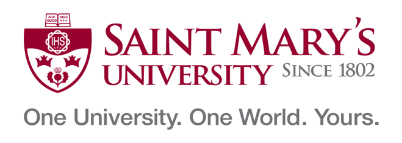 IHS
SAINT MARY'S
UNIVERSITY SINCE 1802
One University. One World. Yours.